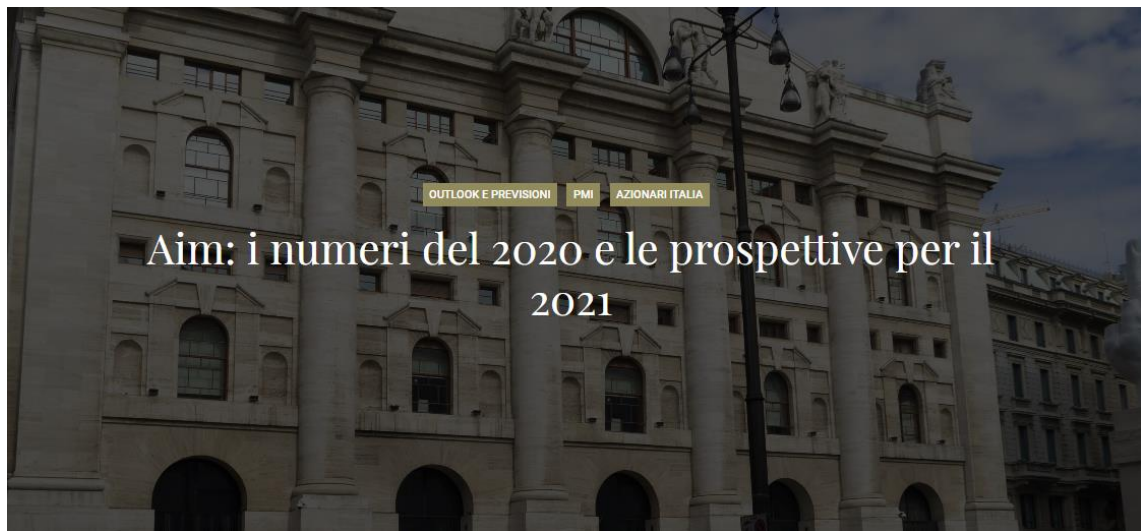 OUTLOOK E PREVISIONI PMI AZIONARI ITALIA
Aim: i numeri del 2020 e le prospettive per il
2021